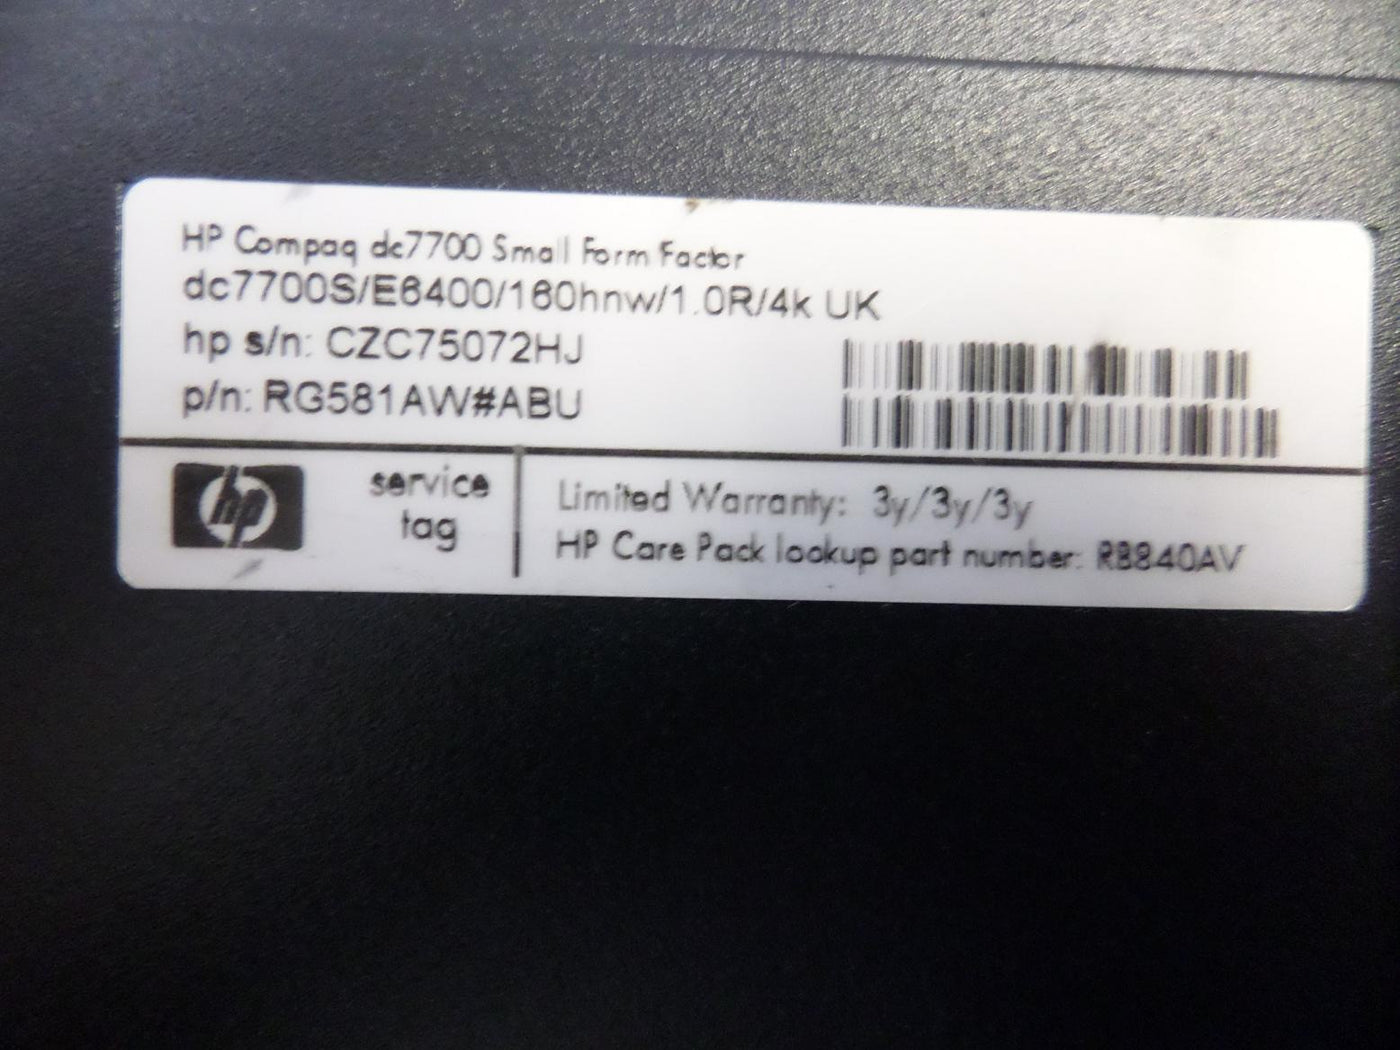 HP Compaq dc7700 Small Form Factor
dc7700S/E6400/160hnw/1.0R/4k UK
hp s/n: CZC75072HJ
p/n: RG581AW#ABU
hp
service
tag
Limited Warranty: 3y/3y/3y
HP Care Pack lookup part number: RB840AV